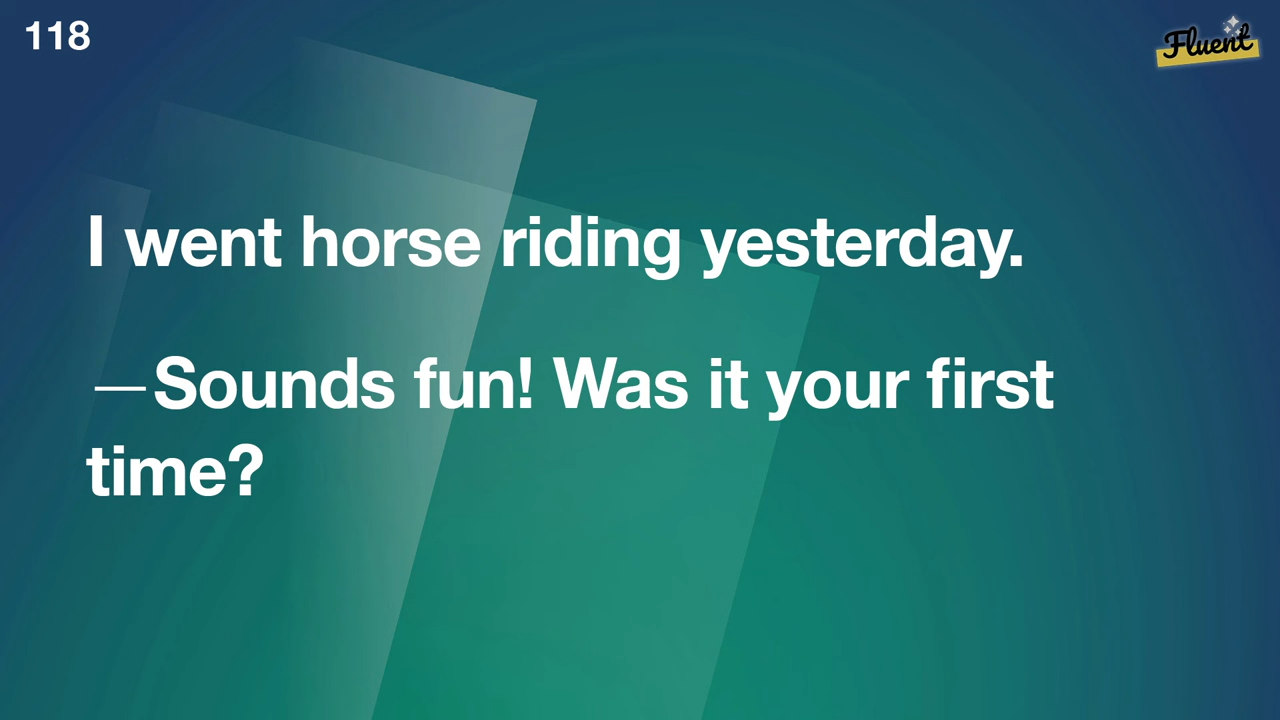 118
Fluent
I went horse riding yesterday.
—Sounds fun! Was it your first
time?